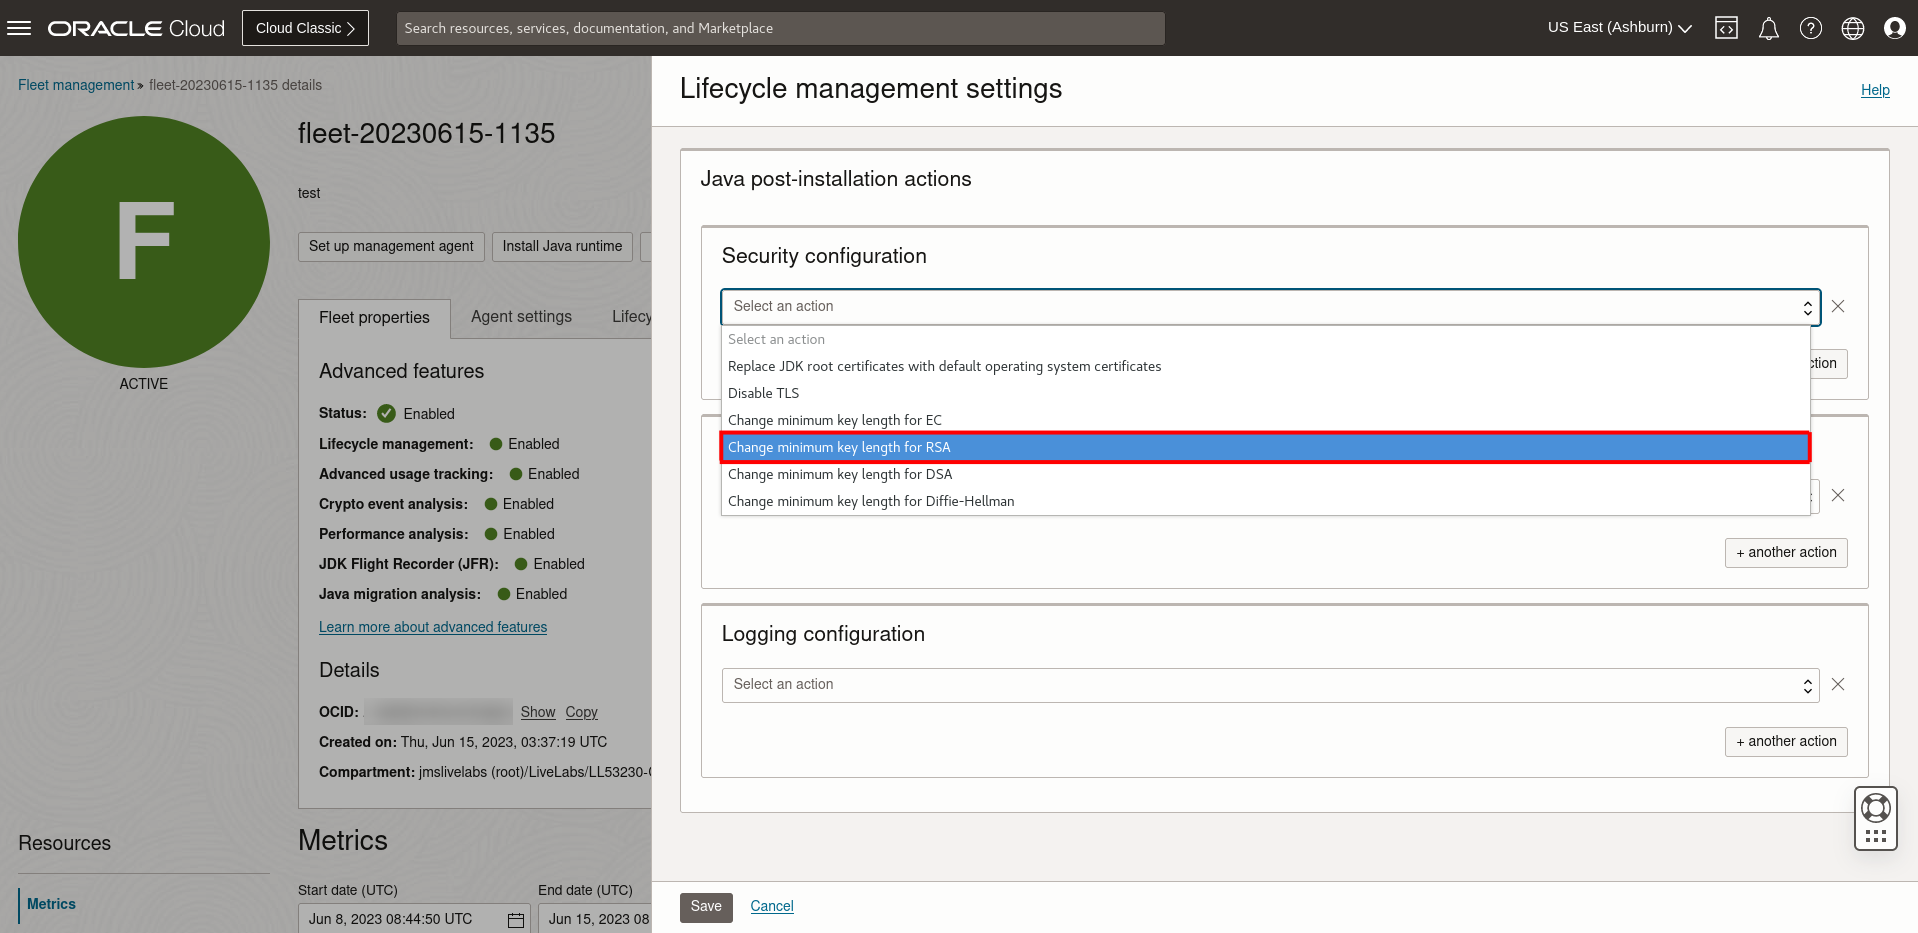 ORACLE Cloud
Cloud Classic
Search resources, services, documentation, and Marketplace
US East (Ashburn)
Fleet management » fleet-20230615-1135 details
F
ACTIVE
fleet-20230615-1135
test
Set up management agent
Install Java runtime
Fleet properties
Agent settings
Lifecy
Advanced features
Status: Enabled
Lifecycle management: Enabled
Advanced usage tracking: Enabled
Crypto event analysis: Enabled
Performance analysis: Enabled
JDK Flight Recorder (JFR): Enabled
Java migration analysis: Enabled
Learn more about advanced features
Details
OCID: Show Copy
Created on: Thu, Jun 15, 2023, 03:37:19 UTC
Compartment: jmslivelabs (root)/LiveLabs/LL53230-
Resources
Metrics
Metrics
Start date (UTC)
Jun 8, 2023 08:44:50 UTC
End date (UTC)
Jun 15, 2023 08
Lifecycle management settings
Help
Java post-installation actions
Security configuration
Select an action
Select an action
Replace JDK root certificates with default operating system certificates
Disable TLS
Change minimum key length for EC
Change minimum key length for RSA
Change minimum key length for DSA
Change minimum key length for Diffie-Hellman
ction
+ another action
Logging configuration
Select an action
+ another action
Save
Cancel